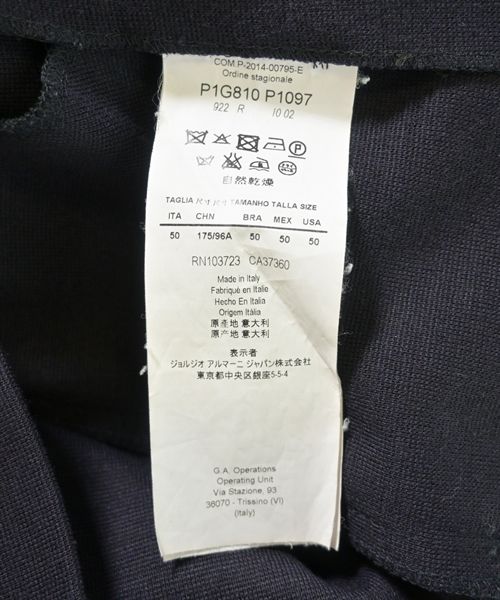 COM.P-2014-00795-E
Ordine stagionale
P1G810 P1097
922 R 10 02
自然乾燥
TAGLIA 尺寸 尺寸 TAMANHO TALLA SIZE
ITA CHN BRA MEX USA
50 175/96A 50 50 50
RN103723 CA37360
Made in Italy
Fabriqué en Italie
Hecho En Italia
Origem Itália
原產地 意大利
原产地 意大利
表示者
ジョルジオ アルマーニ ジャパン株式会社
東京都中央区銀座5-5-4
G.A. Operations
Operating Unit
Via Stazione, 93
36070 - Trissino (VI)
(Italy)